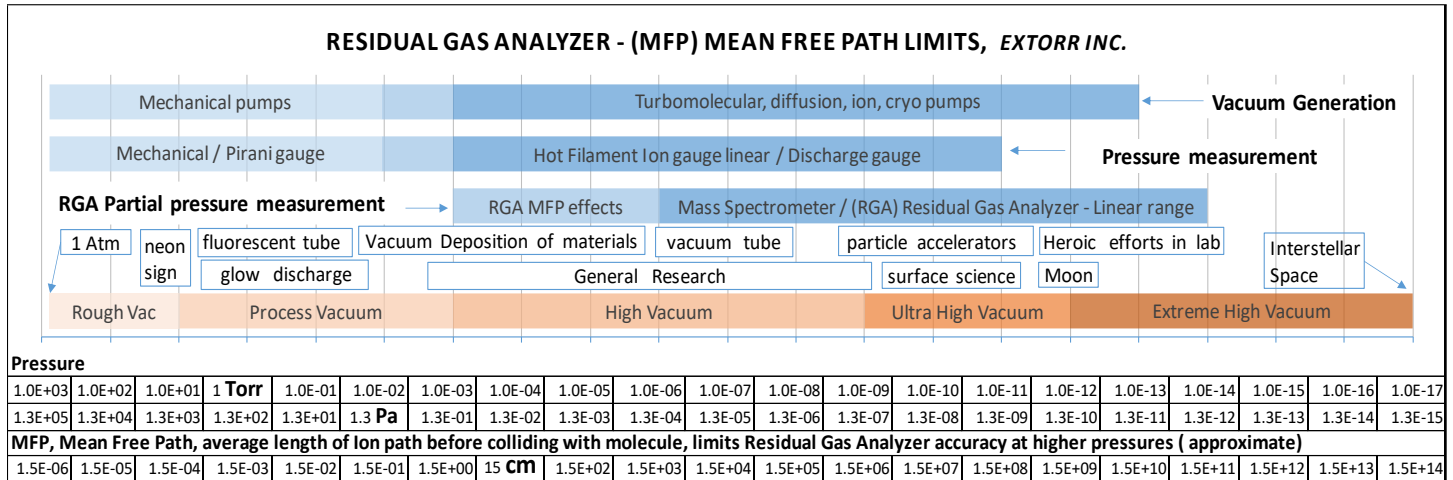 RESIDUAL GAS ANALYZER - (MFP) MEAN FREE PATH LIMITS, EXTORR INC.
Mechanical pumps Turbomolecular, diffusion, ion, cryo pumps Vacuum Generation
Mechanical / Pirani gauge Hot Filament Ion gauge linear / Discharge gauge Pressure measurement
RGA Partial pressure measurement RGA MFP effects Mass Spectrometer / (RGA) Residual Gas Analyzer - Linear range
1 Atm neon fluorescent tube Vacuum Deposition of materials vacuum tube particle accelerators Heroic efforts in lab Interstellar
sign glow discharge General Research surface science Moon Space
Rough Vac Process Vacuum High Vacuum Ultra High Vacuum Extreme High Vacuum
Pressure
1.0E+03 1.0E+02 1.0E+01 1 Torr 1.0E-01 1.0E-02 1.0E-03 1.0E-04 1.0E-05 1.0E-06 1.0E-07 1.0E-08 1.0E-09 1.0E-10 1.0E-11 1.0E-12 1.0E-13 1.0E-14 1.0E-15 1.0E-16 1.0E-17
1.3E+05 1.3E+04 1.3E+03 1.3E+02 1.3E+01 1.3 Pa 1.3E-01 1.3E-02 1.3E-03 1.3E-04 1.3E-05 1.3E-06 1.3E-07 1.3E-08 1.3E-09 1.3E-10 1.3E-11 1.3E-12 1.3E-13 1.3E-14 1.3E-15
MFP, Mean Free Path, average length of Ion path before colliding with molecule, limits Residual Gas Analyzer accuracy at higher pressures ( approximate)
1.5E-06 1.5E-05 1.5E-04 1.5E-03 1.5E-02 1.5E-01 1.5E+00 15 cm 1.5E+02 1.5E+03 1.5E+04 1.5E+05 1.5E+06 1.5E+07 1.5E+08 1.5E+09 1.5E+10 1.5E+11 1.5E+12 1.5E+13 1.5E+14